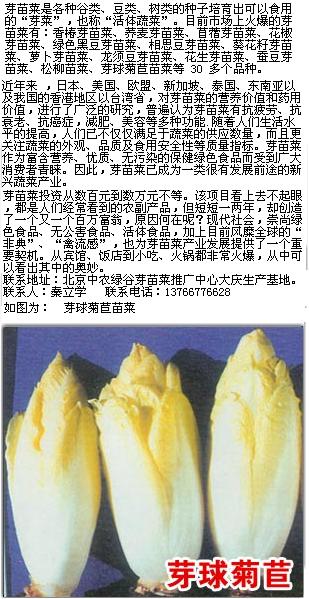 芽苗菜是各种谷类、豆类、树类的种子培育出可以食用
的“芽菜”，也称“活体蔬菜”。目前市场上火爆的芽
苗菜有：香椿芽苗菜、荞麦芽苗菜、苜蓿芽苗菜、花椒
芽苗菜、绿色黑豆芽苗菜、相思豆芽苗菜、葵花籽芽苗
菜、萝卜芽苗菜、龙须豆芽苗菜、花生芽苗菜、蚕豆芽
苗菜、松柳苗菜、芽球菊苣苗菜等 30 多个品种。
近年来，日本、美国、欧盟、新加坡、泰国、东南亚以
及我国的香港地区以台湾省，对芽苗菜的营养价值和药用
价值，进行了广泛的研究，普遍认为芽苗菜有抗疲劳、抗
衰老、抗癌症，减肥、美容等多种功能.随着人们生活水
平的提高，人们已不仅仅满足于蔬菜的供应数量，而且更
关注蔬菜的外观、品质及食用安全性等质量指标。芽苗菜
作为富含营养、优质、无污染的保健绿色食品而受到广大
消费者青睐。因此，芽苗菜已成为一类很有发展前途的新
兴蔬菜产业。
芽苗菜投资从数百元到数万元不等。该项目看上去不起眼
，都是人们经常看到的农副产品，但短短一两年，却创造
了一个又一个百万富翁，原因何在呢？现代社会，崇尚绿
色食品、无公害食品、活体食品，加上目前风靡全球的“
非典”、“禽流感”，也为芽苗菜产业发展提供了一个重
要契机。从宾馆、饭店到小吃、火锅都非常火爆，从中可
以看出其中的奥妙。
联系地址：北京中农绿谷芽苗菜推广中心大庆生产基地。
联系人：桑立学 联系电话：13766776628
如图为： 芽球菊苣苗菜
芽球菊苣